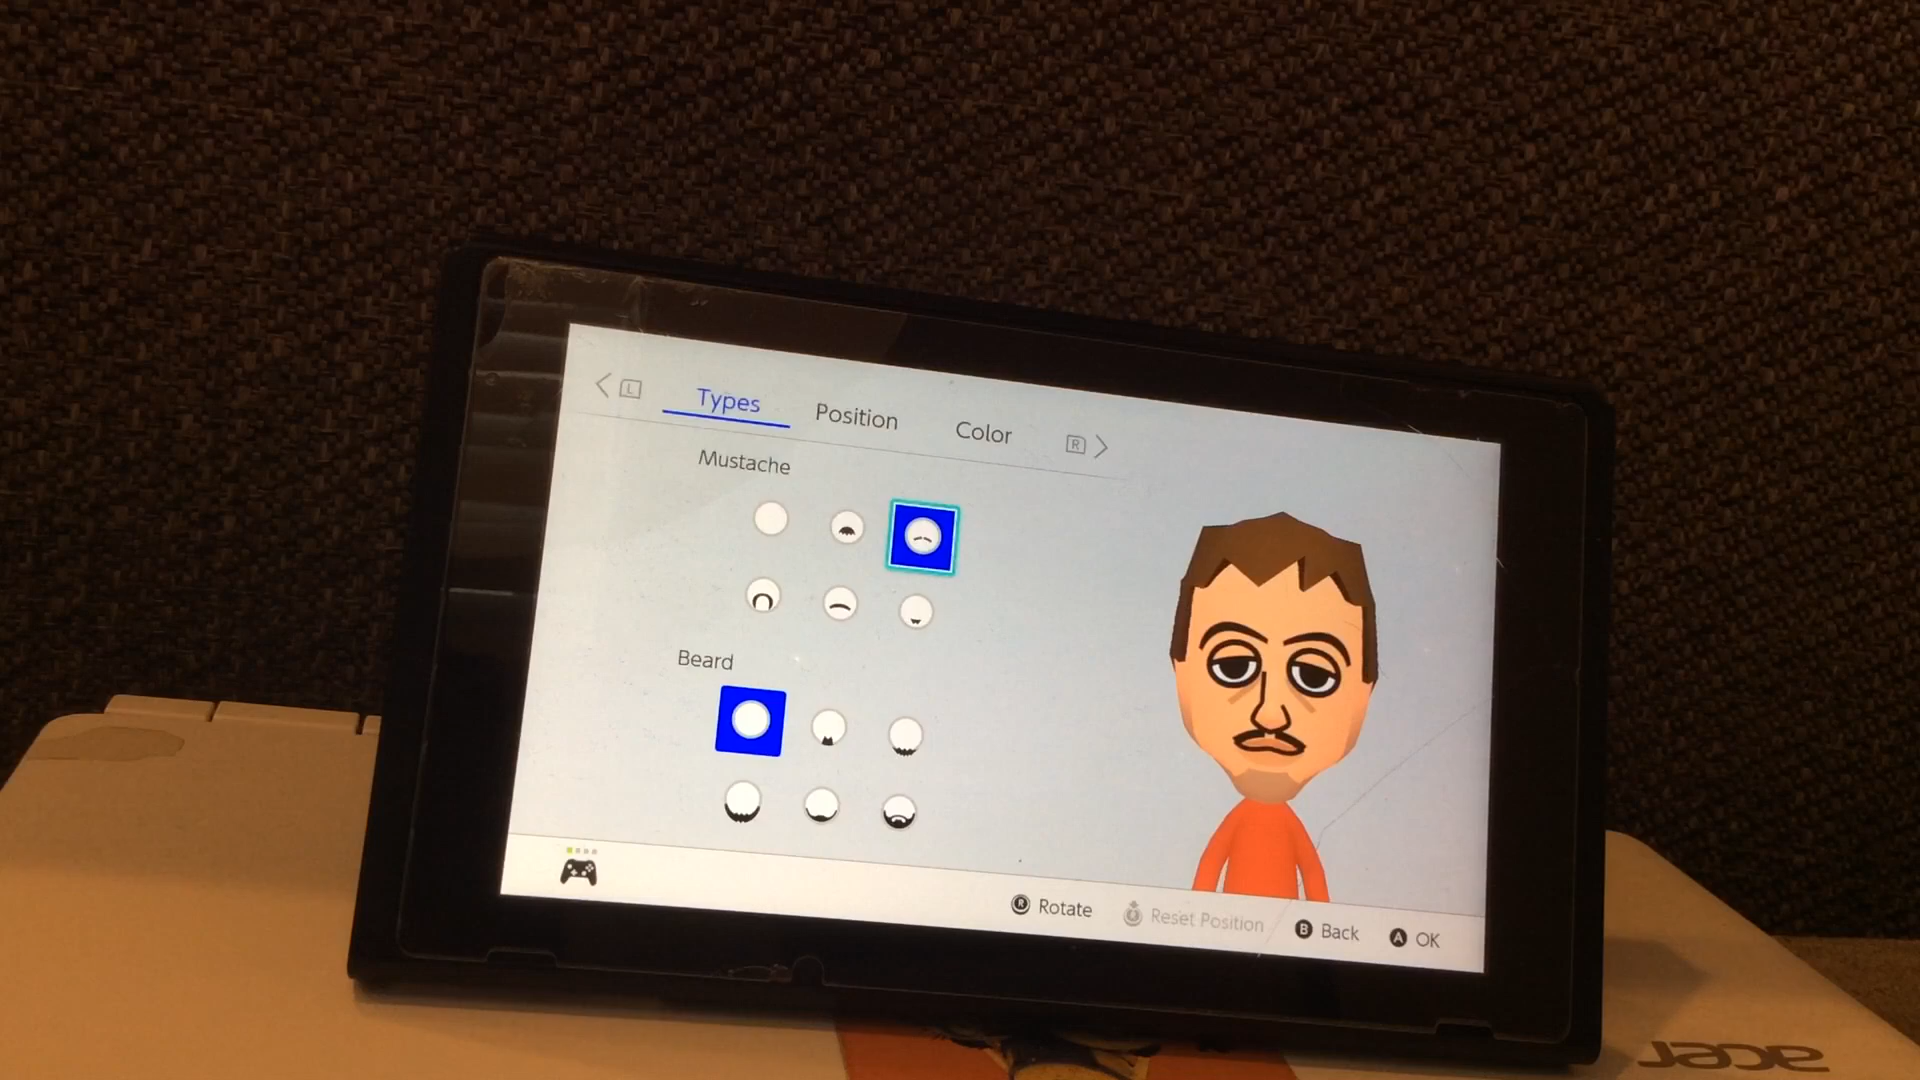 L Types Position Color R
Mustache
Beard
R Rotate R Reset Position B Back A OK
acer